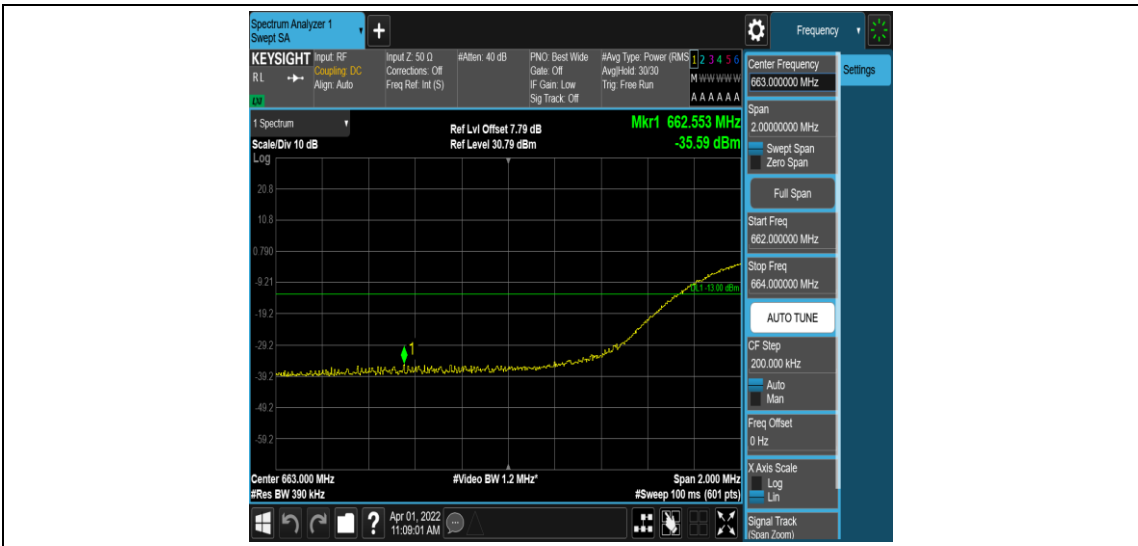 Spectrum Analyzer 1
Swept SA
+
Frequency
KEYSIGHT
RL
LXI
Input: RF
Coupling: DC
Align: Auto
Input Z: 50 Ω
Corrections: Off
Freq Ref: Int (S)
#Atten: 40 dB
PNO: Best Wide
Gate: Off
IF Gain: Low
Sig Track: Off
#Avg Type: Power (RMS
Avg|Hold: 30/30
Trig: Free Run
1 2 3 4 5 6
M W W W W W
A A A A A A
1 Spectrum
Scale/Div 10 dB
Log
Ref Lvl Offset 7.79 dB
Ref Level 30.79 dBm
Mkr1 662.553 MHz
-35.59 dBm
20.8
10.8
0.790
-9.21
-19.2
-29.2
-39.2
-49.2
-59.2
DL1 -13.00 dBm
1
Center 663.000 MHz
#Res BW 390 kHz
#Video BW 1.2 MHz*
Span 2.000 MHz
#Sweep 100 ms (601 pts)
?
Apr 01, 2022
11:09:01 AM
Center Frequency
663.000000 MHz
Settings
Span
2.00000000 MHz
Swept Span
Zero Span
Full Span
Start Freq
662.000000 MHz
Stop Freq
664.000000 MHz
AUTO TUNE
CF Step
200.000 kHz
Auto
Man
Freq Offset
0 Hz
X Axis Scale
Log
Lin
Signal Track
(Span Zoom)